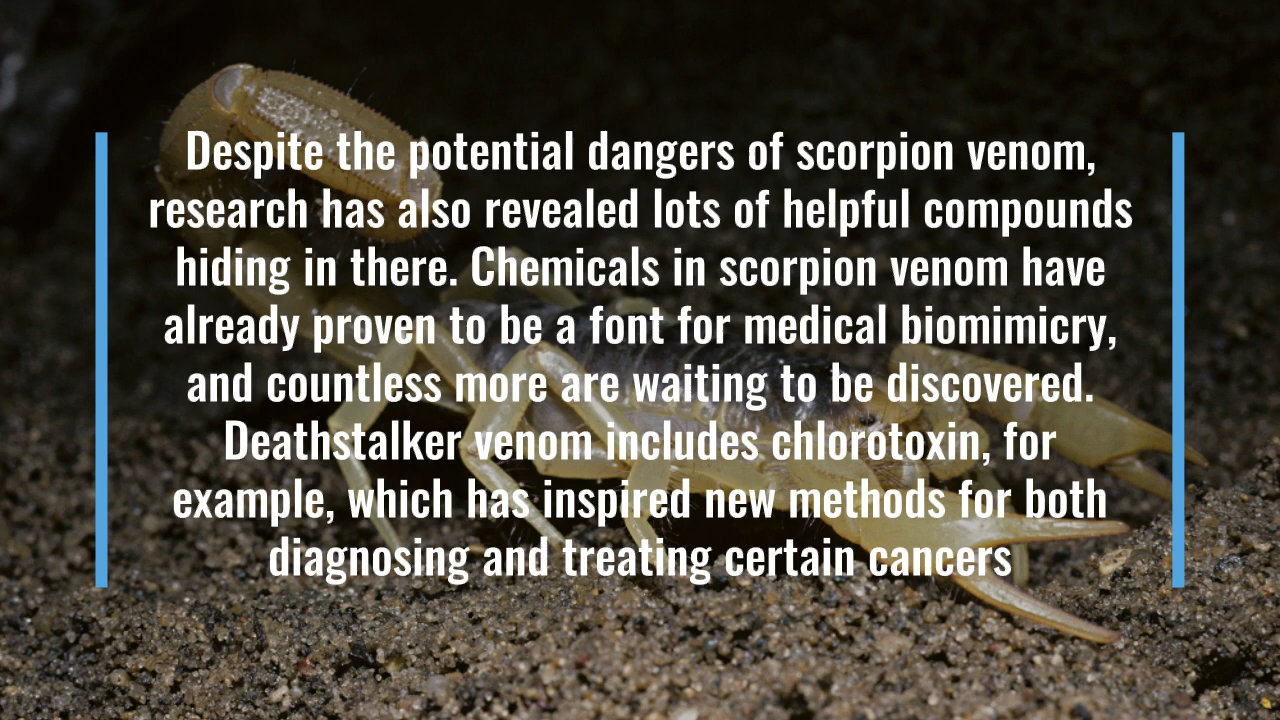 Despite the potential dangers of scorpion venom,
research has also revealed lots of helpful compounds
hiding in there. Chemicals in scorpion venom have
already proven to be a font for medical biomimicry,
and countless more are waiting to be discovered.
Deathstalker venom includes chlorotoxin, for
example, which has inspired new methods for both
diagnosing and treating certain cancers